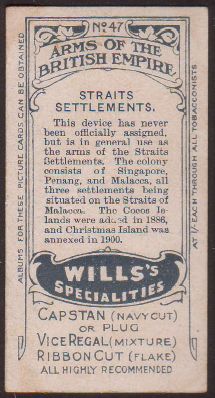 No. 47
ARMS OF THE
BRITISH EMPIRE
STRAITS
SETTLEMENTS.
This device has never
been officially assigned,
but is in general use as
the arms of the Straits
Settlements. The colony
consists of Singapore,
Penang, and Malacca, all
three settlements being
situated on the Straits of
Malacca. The Cocos Is-
lands were added in 1886,
and Christmas Island was
annexed in 1900.
WILLS'S
SPECIALITIES
CAPSTAN (NAVY CUT)
OR PLUG
VICE REGAL (MIXTURE)
RIBBON CUT (FLAKE)
ALL HIGHLY RECOMMENDED
ALBUMS FOR THESE PICTURE CARDS CAN BE OBTAINED
AT 1/- EACH THROUGH ALL TOBACCONISTS